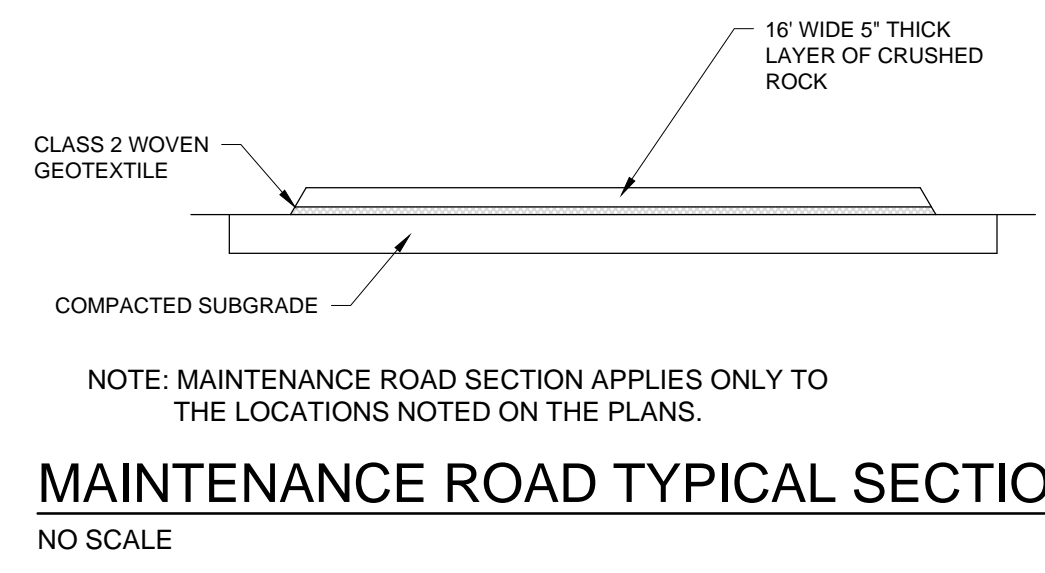 16' WIDE 5" THICK
LAYER OF CRUSHED
ROCK
CLASS 2 WOVEN
GEOTEXTILE
COMPACTED SUBGRADE
NOTE: MAINTENANCE ROAD SECTION APPLIES ONLY TO
THE LOCATIONS NOTED ON THE PLANS.
MAINTENANCE ROAD TYPICAL SECTIO
NO SCALE